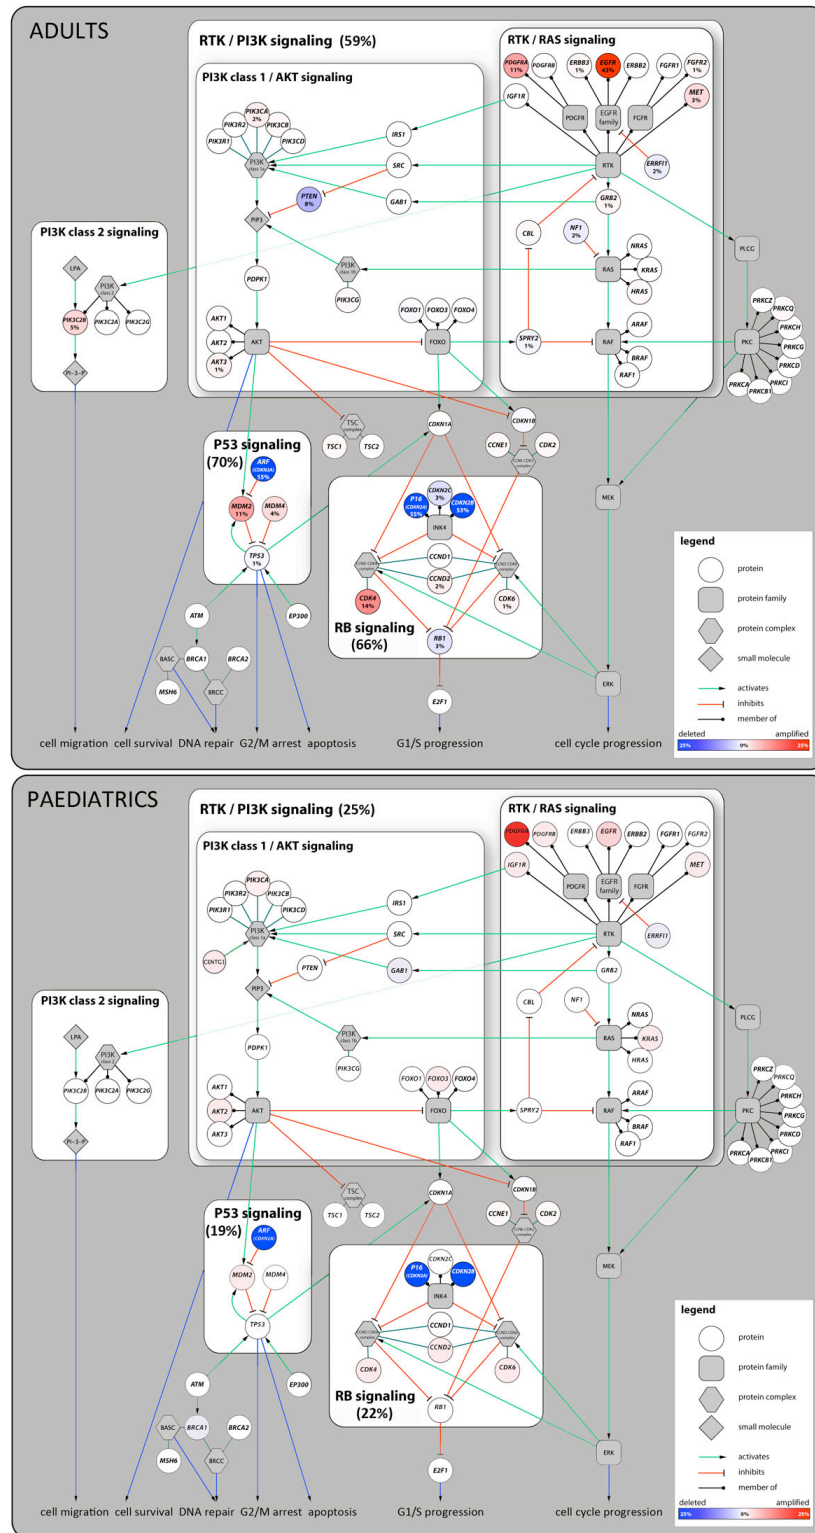 ADULTS
RTK / PI3K signaling (59%)
RTK / RAS signaling
PI3K class 1 / AKT signaling
PDGFRA
11%
PDGFRB
ERBB3
1%
EGFR
43%
ERBB2
FGFR1
FGFR2
1%
IGF1R
MET
3%
PDGFR
EGFR
family
FGFR
PIK3R1
PIK3R2
PIK3CA
2%
PIK3CB
PIK3CD
IRS1
PI3K
class 1a
SRC
RTK
ERRFI1
2%
PTEN
8%
GAB1
GRB2
1%
PIP3
CBL
NF1
2%
NRAS
PLCG
PI3K class 2 signaling
LPA
PI3K
class 2
PI3K
class 1b
RAS
KRAS
PDPK1
PIK3CG
HRAS
PIK3C2B
5%
PIK3C2A
PIK3C2G
AKT1
FOXO1
FOXO3
FOXO4
ARAF
PRKCZ
PRKCQ
PRKCH
PRKCG
PRKCD
PRKCI
PRKCB1
PRKCA
AKT2
AKT
FOXO
SPRY2
1%
RAF
PKC
AKT3
1%
BRAF
RAF1
PI-3-P
TSC
complex
TSC1
TSC2
CDKN1A
CDKN1B
CCNE1
CDK2
P53 signaling
(70%)
ARF
(CDKN2A)
55%
MDM2
11%
MDM4
4%
TP53
1%
P16
(CDKN2A)
55%
CDKN2C
3%
CDKN2B
53%
INK4
MEK
CCND1
CCND2
2%
CDK4
14%
CDK6
1%
RB signaling
(66%)
RB1
3%
ATM
EP300
BASC
BRCA1
BRCA2
MSH6
BRCC
E2F1
ERK
legend
protein
protein family
protein complex
small molecule
activates
inhibits
member of
deleted
amplified
25%
0%
25%
cell migration
cell survival
DNA repair
G2/M arrest
apoptosis
G1/S progression
cell cycle progression
PAEDIATRICS
RTK / PI3K signaling (25%)
RTK / RAS signaling
PI3K class 1 / AKT signaling
PDGFRA
PDGFRB
ERBB3
EGFR
ERBB2
FGFR1
FGFR2
IGF1R
MET
PDGFR
EGFR
family
FGFR
PIK3R1
PIK3R2
PIK3CA
PIK3CB
PIK3CD
IRS1
CENTG1
PI3K
class 1a
SRC
RTK
ERRFI1
PTEN
GAB1
GRB2
PIP3
CBL
NF1
NRAS
PLCG
PI3K class 2 signaling
LPA
PI3K
class 2
PI3K
class 1b
RAS
KRAS
PDPK1
PIK3CG
HRAS
PIK3C2B
PIK3C2A
PIK3C2G
AKT1
FOXO1
FOXO3
FOXO4
ARAF
PRKCZ
PRKCQ
PRKCH
PRKCG
PRKCD
PRKCI
PRKCB1
PRKCA
AKT2
AKT
FOXO
SPRY2
RAF
PKC
AKT3
BRAF
RAF1
PI-3-P
TSC
complex
TSC1
TSC2
CDKN1A
CDKN1B
CCNE1
CDK2
P53 signaling
(19%)
ARF
(CDKN2A)
MDM2
MDM4
TP53
P16
(CDKN2A)
CDKN2C
CDKN2B
INK4
MEK
CCND1
CCND2
CDK4
CDK6
RB signaling
(22%)
RB1
ATM
EP300
BASC
BRCA1
BRCA2
MSH6
BRCC
E2F1
ERK
legend
protein
protein family
protein complex
small molecule
activates
inhibits
member of
deleted
amplified
25%
0%
25%
cell migration
cell survival
DNA repair
G2/M arrest
apoptosis
G1/S progression
cell cycle progression